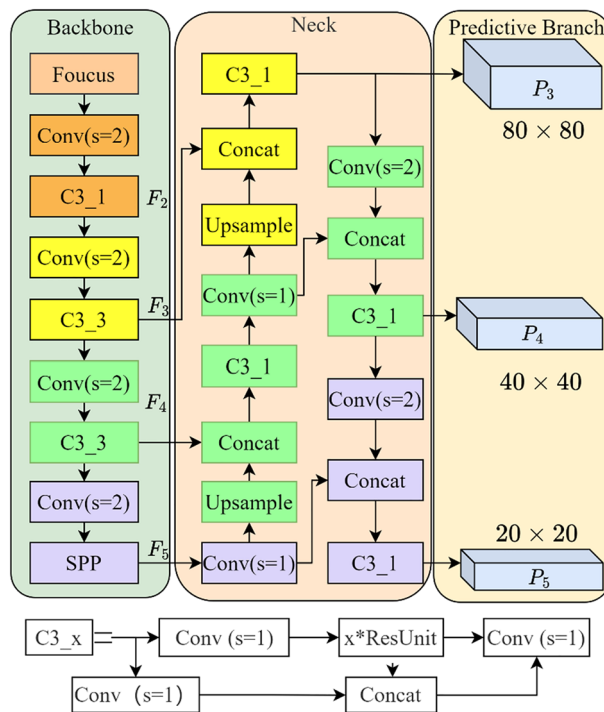 Backbone
Neck
Predictive Branch
Foucus
Conv(s=2)
C3_1
F2
Conv(s=2)
C3_3
F3
Conv(s=2)
C3_3
F4
Conv(s=2)
SPP
F5
C3_1
Concat
Upsample
Conv(s=1)
C3_1
Concat
Upsample
Conv(s=1)
Conv(s=2)
Concat
C3_1
Conv(s=2)
Concat
C3_1
P3
80 × 80
P4
40 × 40
20 × 20
P5
C3_x
Conv (s=1)
x*ResUnit
Conv (s=1)
Conv（s=1）
Concat